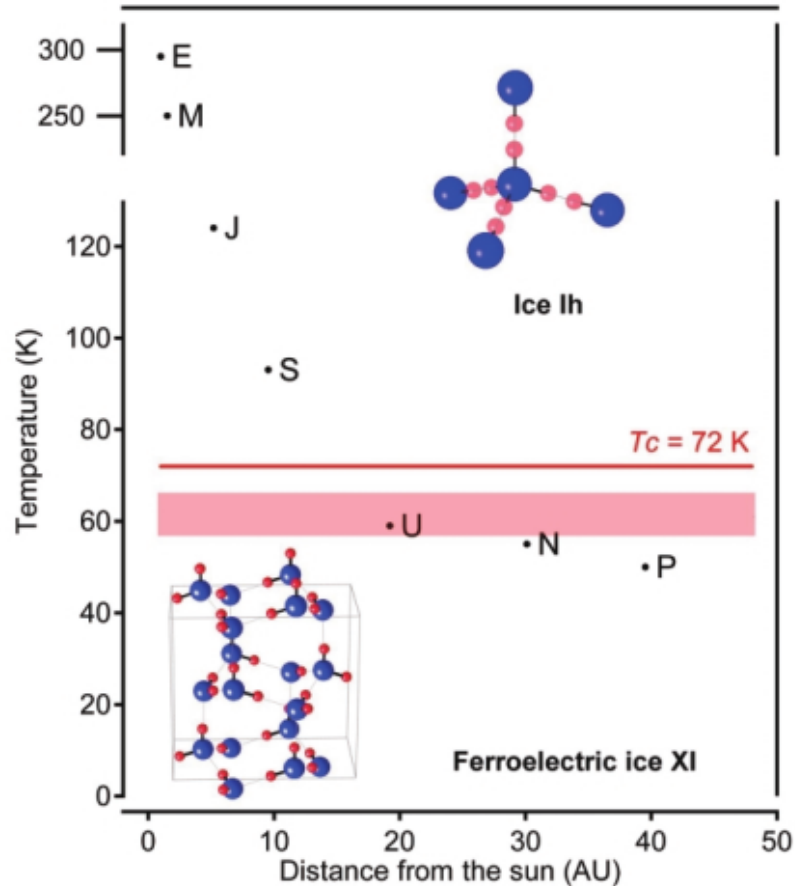 300
E
250
M
120
J
Ice Ih
100
S
80
Tc = 72 K
Temperature (K)
60
U
N
P
40
20
Ferroelectric ice XI
0
0 10 20 30 40 50
Distance from the sun (AU)